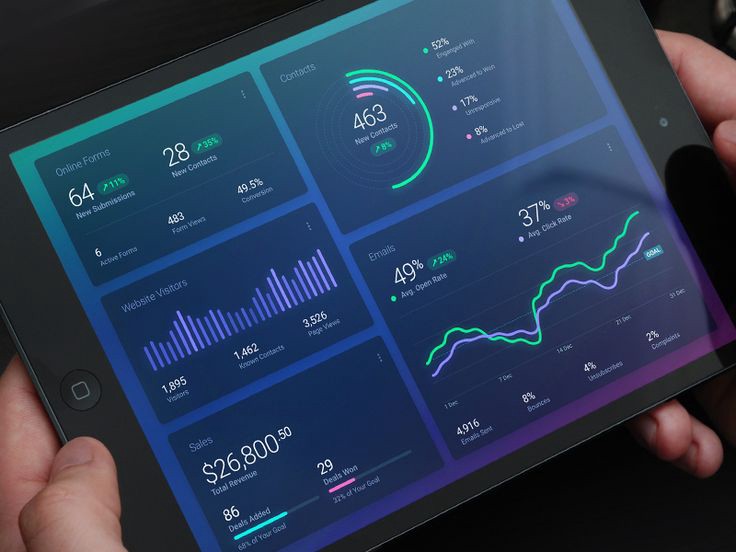 Online Forms
64 ↗ 11%
New Submissions
28 ↗ 35%
New Contacts
6
Active Forms
483
Form Views
49.5%
Conversion
Contacts
463
New Contacts
↗ 8%
52%
Enganged With
23%
Advanced to Win
17%
Unresponsive
8%
Advanced to Lost
Website Visitors
1,895
Visitors
1,462
Known Contacts
3,526
Page Views
Emails
49% ↗ 24%
Avg. Open Rate
37% ↘ 3%
Avg. Click Rate
GOAL
1 Dec
7 Dec
14 Dec
21 Dec
31 Dec
4,916
Emails Sent
8%
Bounces
4%
Unsubscribes
2%
Complaints
Sales
$26,800.50
Total Revenue
86
Deals Added
68% of Your Goal
29
Deals Won
22% of Your Goal